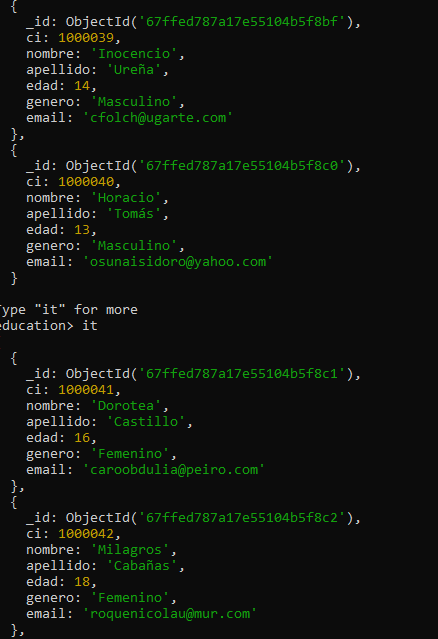 {
_id: ObjectId('67ffed787a17e55104b5f8bf'),
ci: 1000039,
nombre: 'Inocencio',
apellido: 'Ureña',
edad: 14,
genero: 'Masculino',
email: 'cfolch@ugarte.com'
},
{
_id: ObjectId('67ffed787a17e55104b5f8c0'),
ci: 1000040,
nombre: 'Horacio',
apellido: 'Tomás',
edad: 13,
genero: 'Masculino',
email: 'osunaisidoro@yahoo.com'
}
Type "it" for more
education> it
{
_id: ObjectId('67ffed787a17e55104b5f8c1'),
ci: 1000041,
nombre: 'Dorotea',
apellido: 'Castillo',
edad: 16,
genero: 'Femenino',
email: 'caroobdulia@peiro.com'
},
{
_id: ObjectId('67ffed787a17e55104b5f8c2'),
ci: 1000042,
nombre: 'Milagros',
apellido: 'Cabañas',
edad: 18,
genero: 'Femenino',
email: 'roquenicolau@mur.com'
},